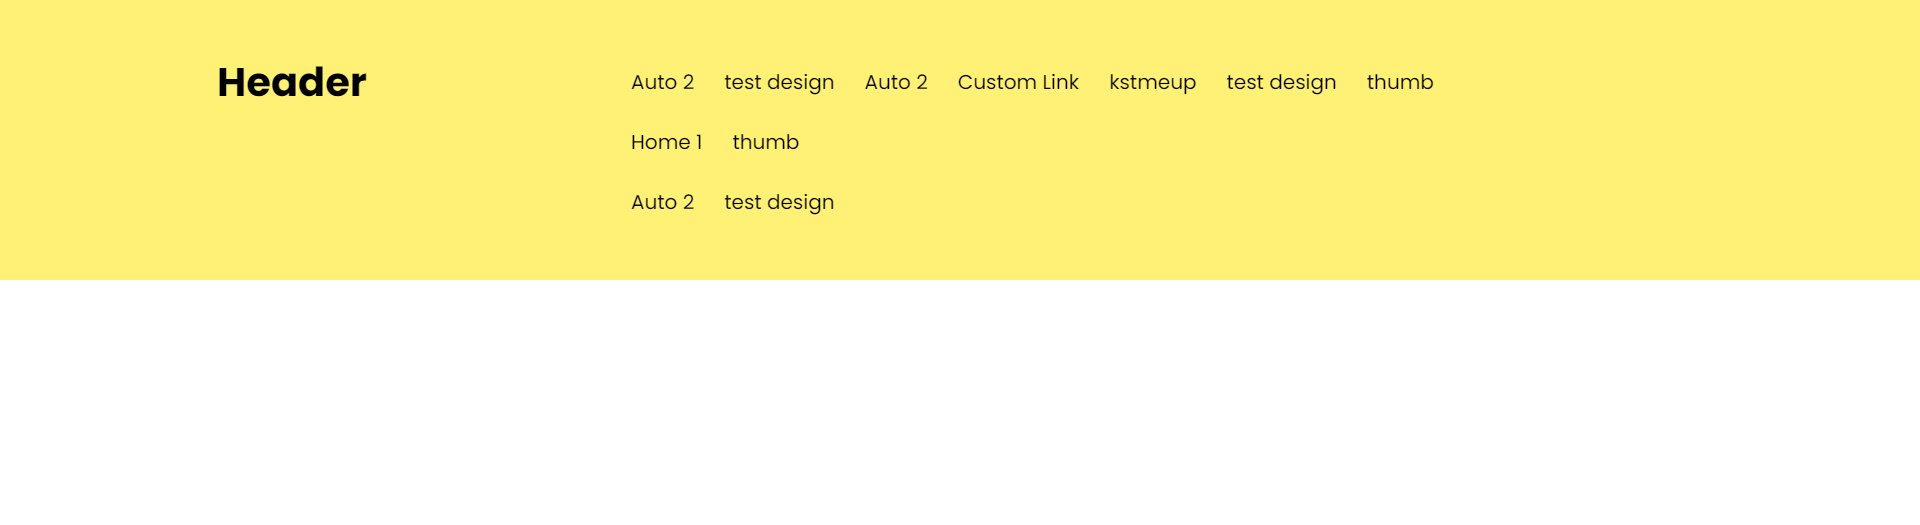 Header
Auto 2 test design Auto 2 Custom Link kstmeup test design thumb
Home 1 thumb
Auto 2 test design